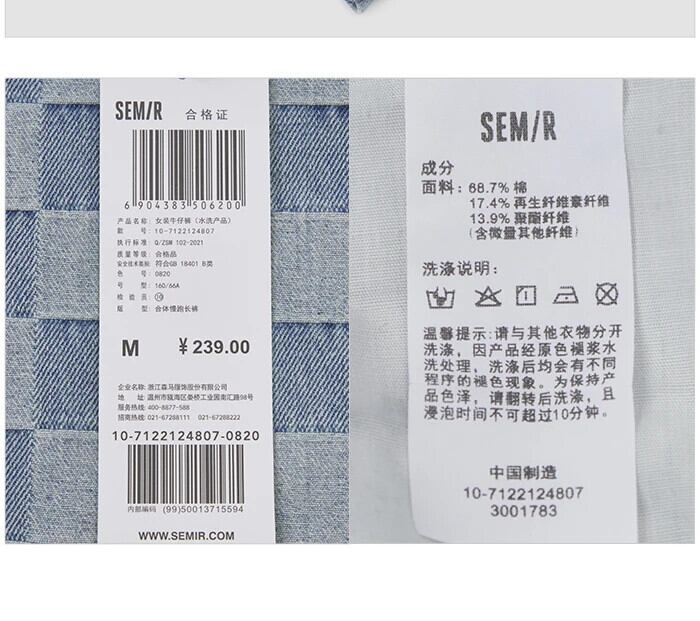 SEM/R 合格证
6 904383 506200
产品名称: 女装牛仔裤 (水洗产品)
款 号: 10-7122124807
执行标准: Q/ZSM 102-2021
质量等级: 合格品
安全技术类别: 符合GB 18401 B类
色 号: 0820
号 型: 160/66A
检 验 员: ⑩
版 型: 合体慢跑长裤
M ￥239.00
企业名称: 浙江森马服饰股份有限公司
地 址: 温州市瓯海区娄桥工业园南汇路98号
服务热线: 400-8877-588
招商热线: 021-67288111 021-67288222
10-7122124807-0820
内部编码 (99)50013715594
WWW.SEMIR.COM
SEM/R
成分
面料: 68.7% 棉
17.4% 再生纤维素纤维
13.9% 聚酯纤维
(含微量其他纤维)
洗涤说明:
温馨提示: 请与其他衣物分开
洗涤, 因产品经原色褪浆水
洗处理, 洗涤后均会有不同
程序的褪色现象。为保持产
品色泽, 请翻转后洗涤, 且
浸泡时间不可超过10分钟。
中国制造
10-7122124807
3001783